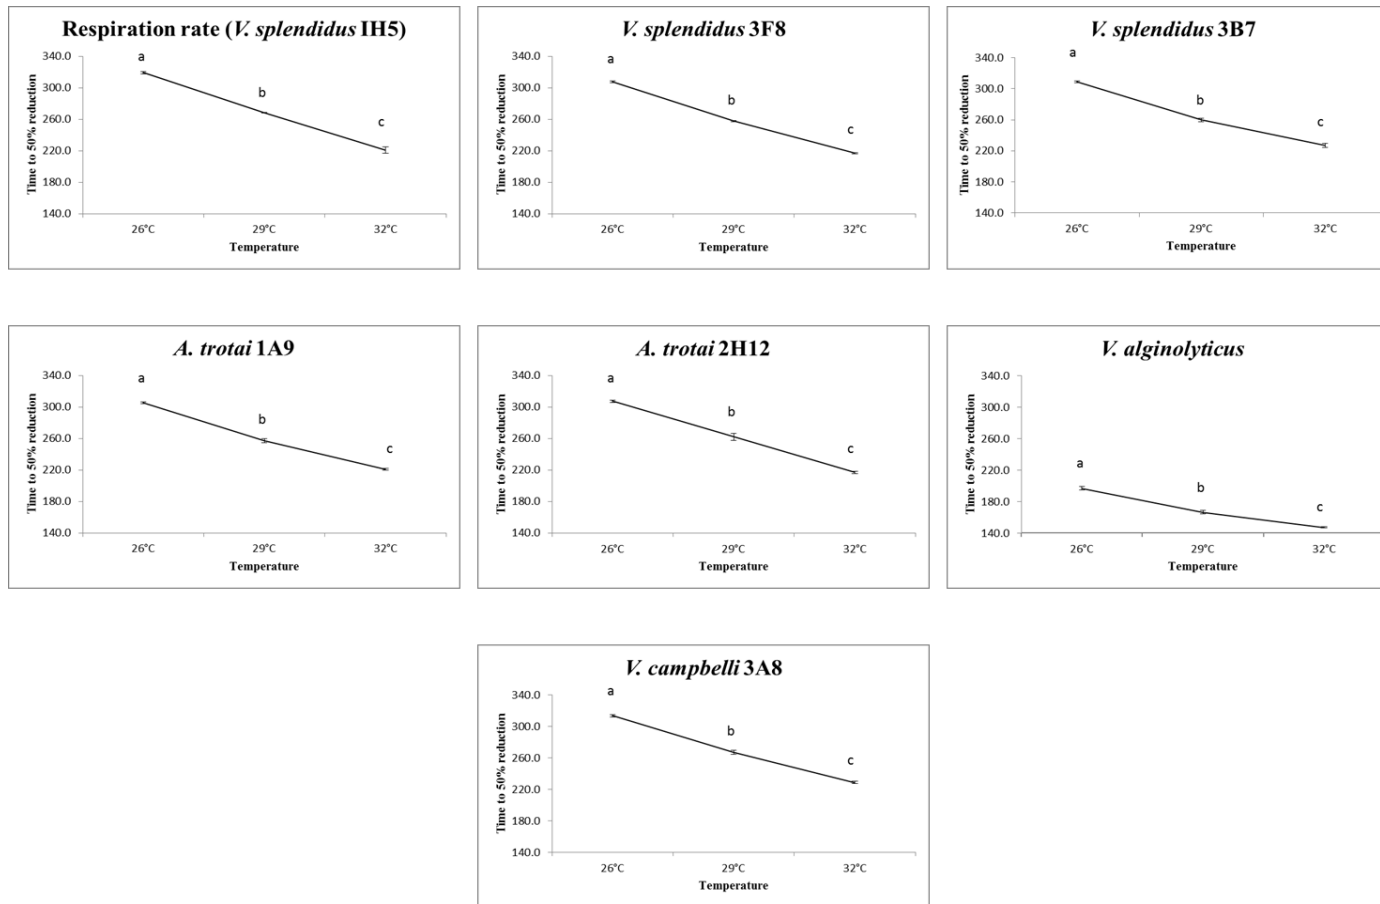 Respiration rate (V. splendidus IH5)
Time to 50% reduction
340.0
300.0
260.0
220.0
180.0
140.0
a
b
c
26°C
29°C
32°C
Temperature
V. splendidus 3F8
Time to 50% reduction
340.0
300.0
260.0
220.0
180.0
140.0
a
b
c
26°C
29°C
32°C
Temperature
V. splendidus 3B7
Time to 50% reduction
340.0
300.0
260.0
220.0
180.0
140.0
a
b
c
26°C
29°C
32°C
Temperature
A. trotai 1A9
Time to 50% reduction
340.0
300.0
260.0
220.0
180.0
140.0
a
b
c
26°C
29°C
32°C
Temperature
A. trotai 2H12
Time to 50% reduction
340.0
300.0
260.0
220.0
180.0
140.0
a
b
c
26°C
29°C
32°C
Temperature
V. alginolyticus
Time to 50% reduction
340.0
300.0
260.0
220.0
180.0
140.0
a
b
c
26°C
29°C
32°C
Temperature
V. campbelli 3A8
Time to 50% reduction
340.0
300.0
260.0
220.0
180.0
140.0
a
b
c
26°C
29°C
32°C
Temperature